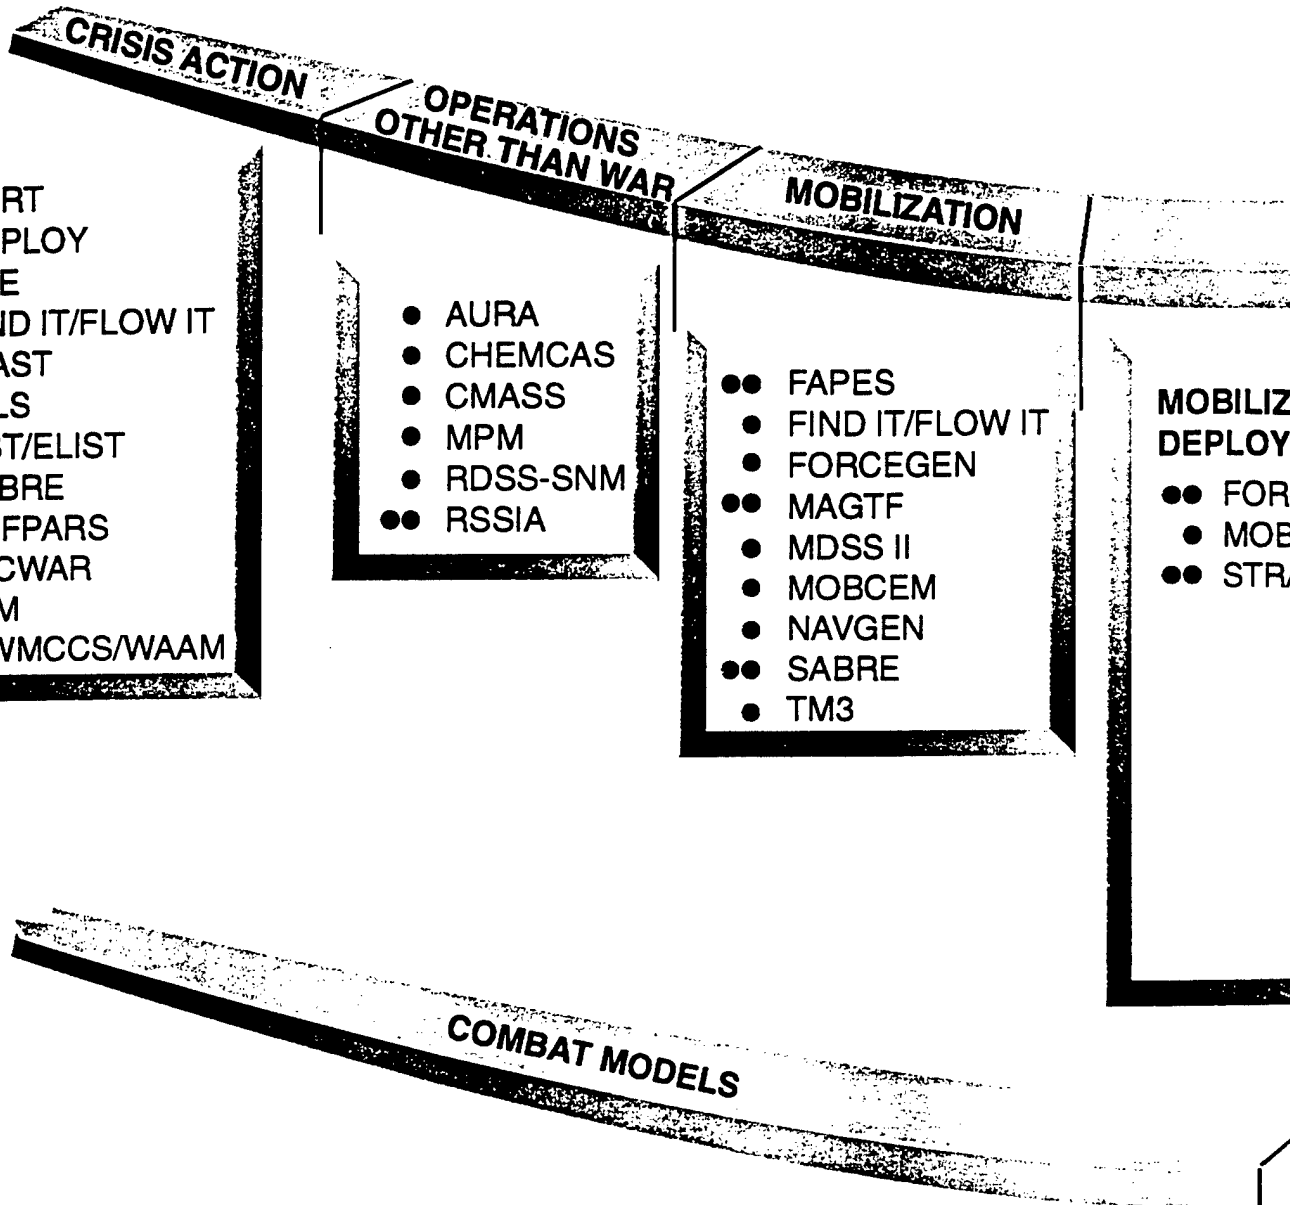 CRISIS ACTION
OPERATIONS
OTHER THAN WAR
MOBILIZATION
RT
PLOY
E
ND IT/FLOW IT
AST
LS
ST/ELIST
BRE
FPARS
CWAR
M
WMCCS/WAAM
●AURA
● CHEMCAS
● CMASS
● MPM
● RDSS-SNM
●● RSSIA
●● FAPES
● FIND IT/FLOW IT
● FORCEGEN
●● MAGTF
● MDSS II
● MOBCEM
● NAVGEN
●● SABRE
● TM3
MOBILIZ
DEPLOY
●● FOR
● MOB
●● STRA
COMBAT MODELS